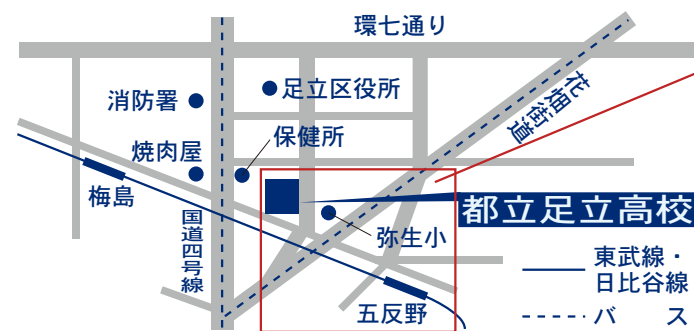 環七通り
足立区役所
消防署
花畑街道
保健所
焼肉屋
梅島
都立足立高校
国道四号線
弥生小
東武線・
日比谷線
五反野
バス